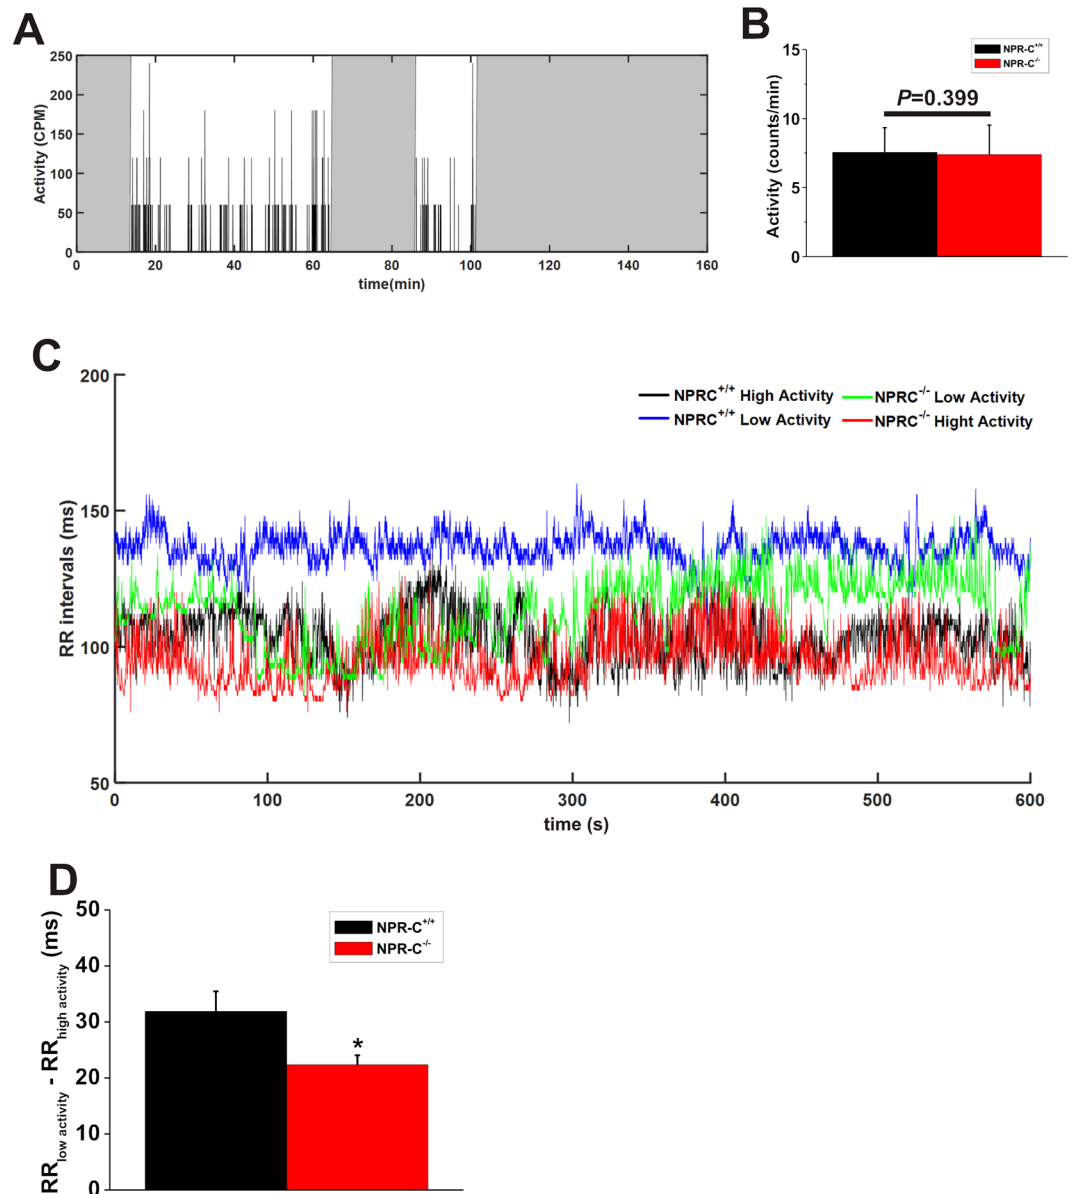 A
250
200
150
100
50
0
Activity (CPM)
0 20 40 60 80 100 120 140 160
time(min)
B
NPR-C+/+
NPR-C-/-
15
10
5
0
Activity (counts/min)
P=0.399
C
200
150
100
50
RR intervals (ms)
NPRC+/+ High Activity
NPRC-/- Low Activity
NPRC+/+ Low Activity
NPRC-/- Hight Activity
0 100 200 300 400 500 600
time (s)
D
50
40
30
20
10
0
RRlow activity - RRhigh activity (ms)
NPR-C+/+
NPR-C-/-
*